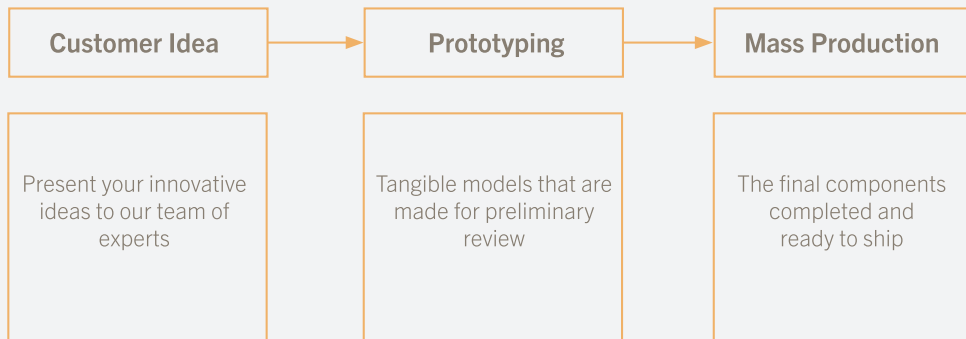 Customer Idea
Prototyping
Mass Production
Present your innovative
ideas to our team of
experts
Tangible models that are
made for preliminary
review
The final components
completed and
ready to ship